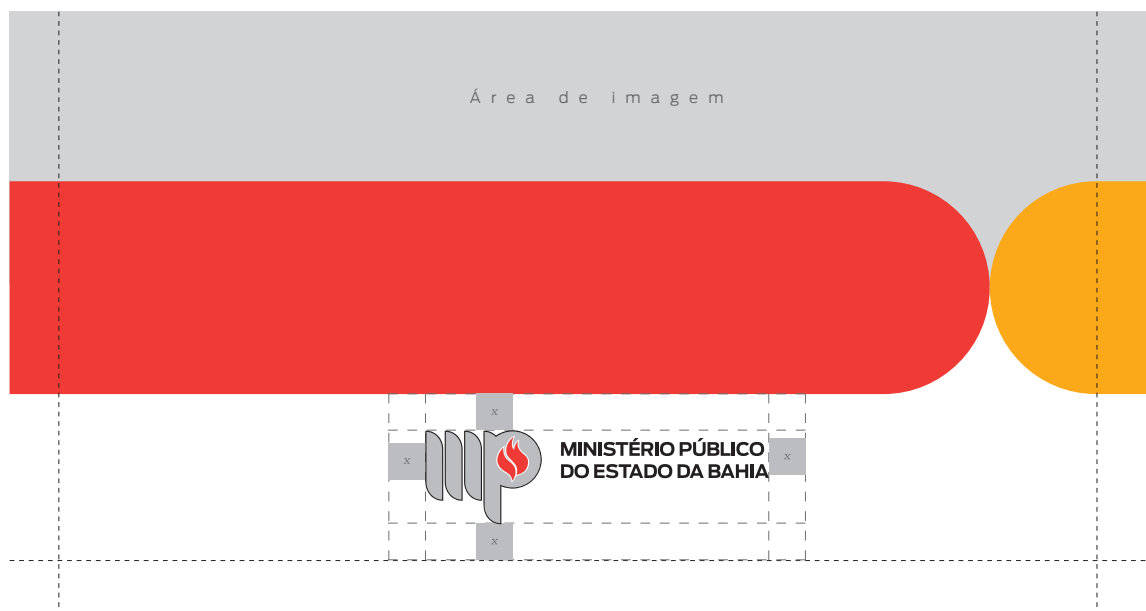 Área de imagem
x
x
MINISTÉRIO PÚBLICO
DO ESTADO DA BAHIA
x
x